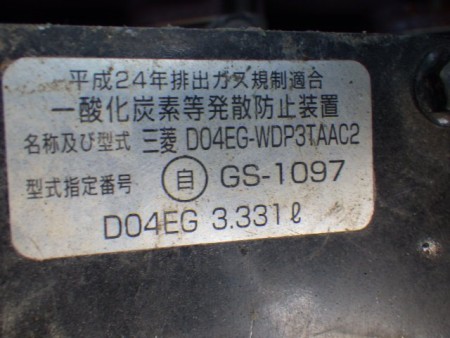 平成24年排出ガス規制適合
一酸化炭素等発散防止装置
名称及び型式 三菱 D04EG-WDP3TAAC2
型式指定番号 自 GS-1097
D04EG 3.331ℓ